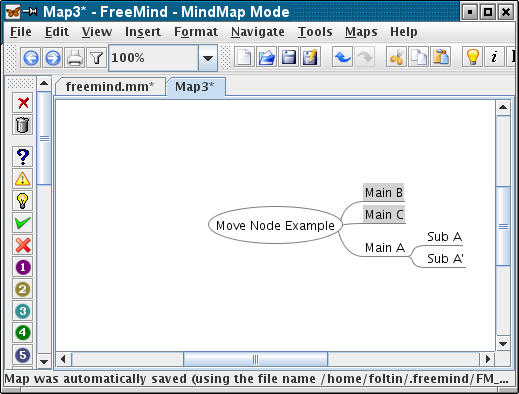 Map3* - FreeMind - MindMap Mode
File Edit View Insert Format Navigate Tools Maps Help
100%
freemind.mm* Map3*
Main B
Main C
Move Node Example
Main A
Sub A
Sub A'
1
2
3
4
5
Map was automatically saved (using the file name /home/foltin/.freemind/FM_...